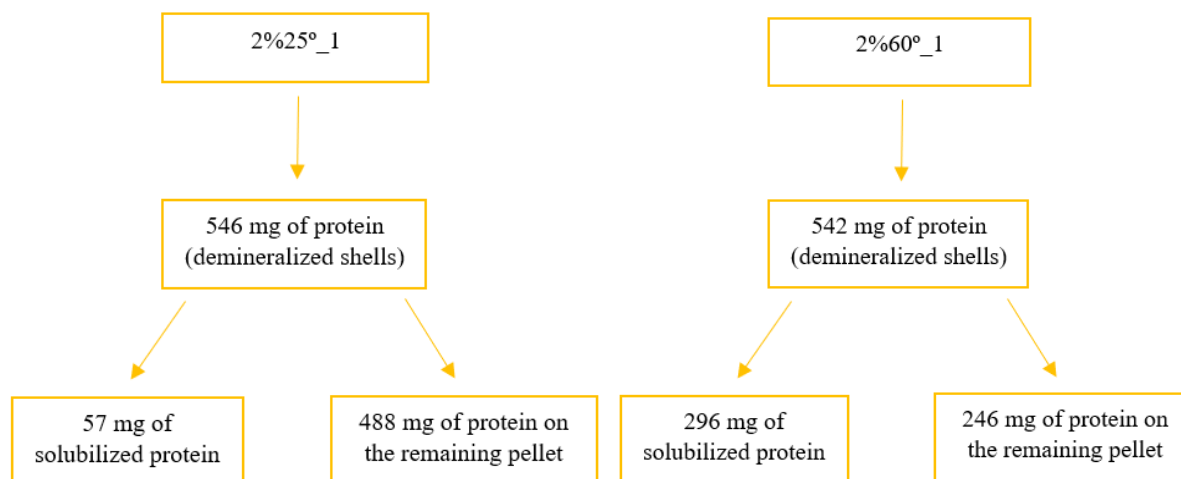 2%25º_1
2%60º_1
546 mg of protein
(demineralized shells)
542 mg of protein
(demineralized shells)
57 mg of
solubilized protein
488 mg of protein on
the remaining pellet
296 mg of
solubilized protein
246 mg of protein on
the remaining pellet